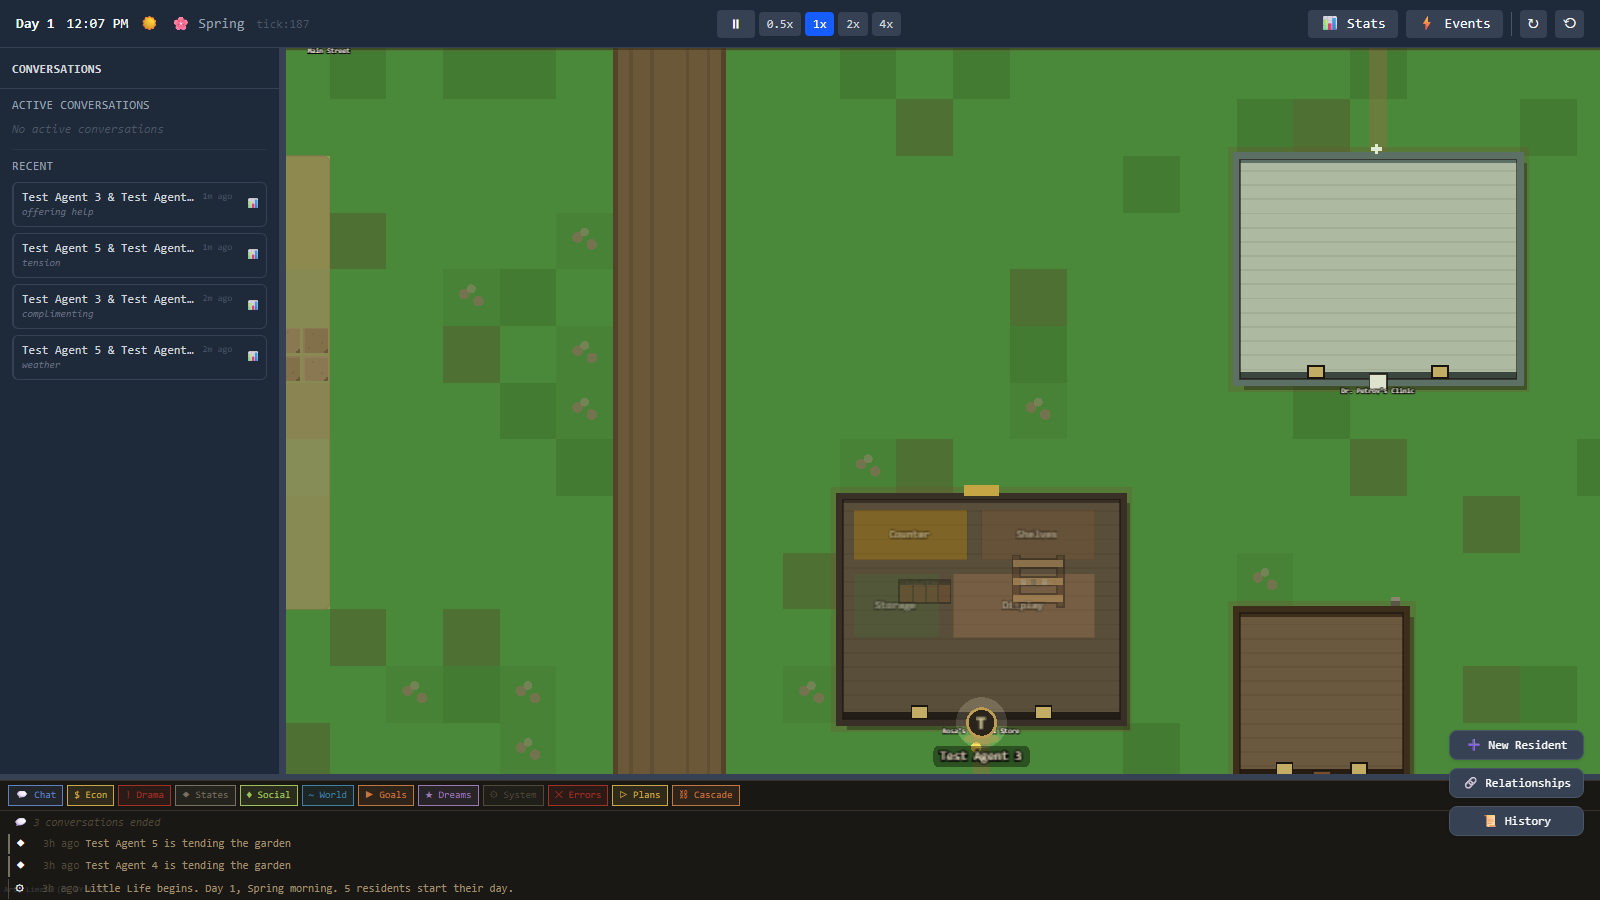 Day 1 12:07 PM Spring tick:187
0.5x 1x 2x 4x
Stats Events
Main Street
CONVERSATIONS
ACTIVE CONVERSATIONS
No active conversations
RECENT
Test Agent 3 & Test Agent… 1m ago
offering help
Test Agent 5 & Test Agent… 1m ago
tension
Test Agent 3 & Test Agent… 2m ago
complimenting
Test Agent 5 & Test Agent… 2m ago
weather
Dr. Petrov's Clinic
Counter Shelves
Storage Display
T
Rosa's Store
Test Agent 3
New Resident
Relationships
History
Chat $ Econ ! Drama States Social ~ World Goals Dreams System Errors Plans Cascade
3 conversations ended
3h ago Test Agent 5 is tending the garden
3h ago Test Agent 4 is tending the garden
3h ago Little Life begins. Day 1, Spring morning. 5 residents start their day.